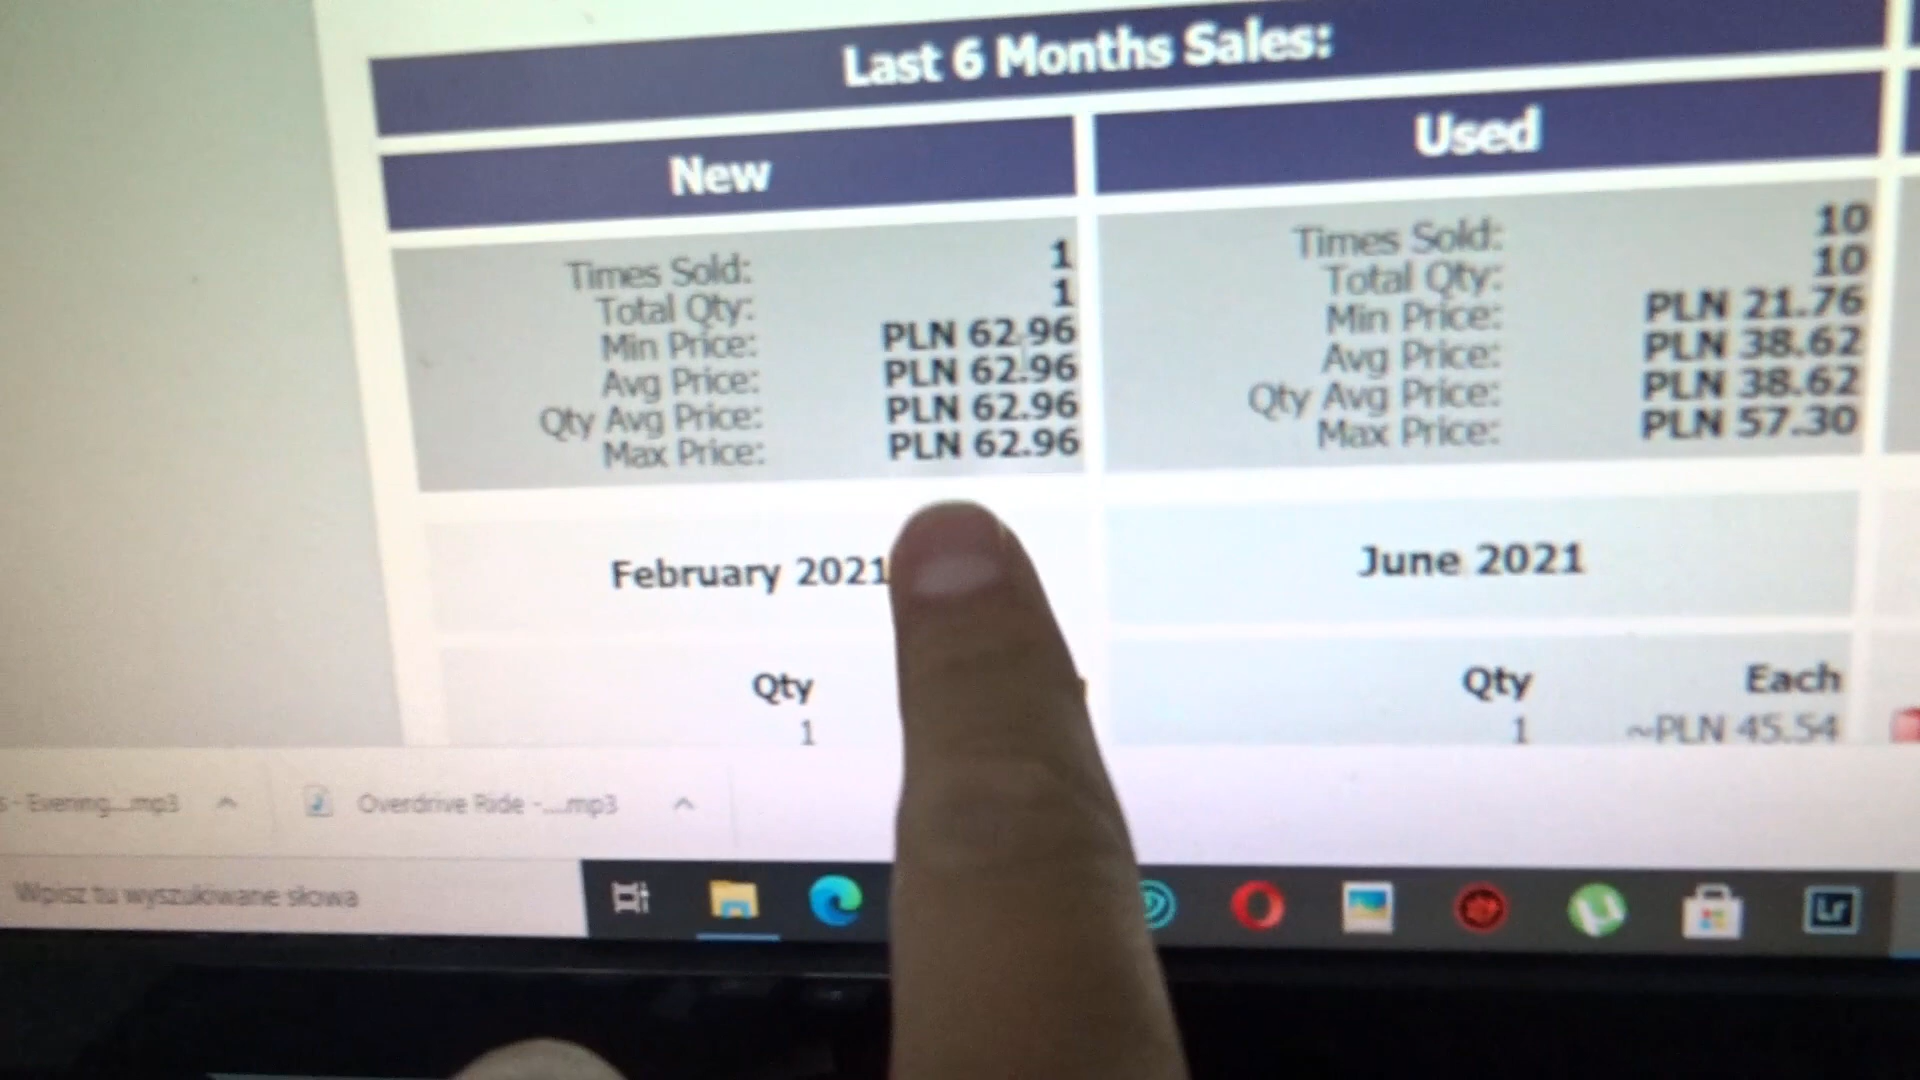 Last 6 Months Sales:
New
Used
Times Sold: 1
Total Qty: 1
Min Price: PLN 62.96
Avg Price: PLN 62.96
Qty Avg Price: PLN 62.96
Max Price: PLN 62.96
Times Sold: 10
Total Qty: 10
Min Price: PLN 21.76
Avg Price: PLN 38.62
Qty Avg Price: PLN 38.62
Max Price: PLN 57.30
February 2021
June 2021
Qty
1
Qty Each
1 ~PLN 45.54
s - Evening....mp3
Overdrive Ride -....mp3
Wpisz tu wyszukiwane słowa
Lr